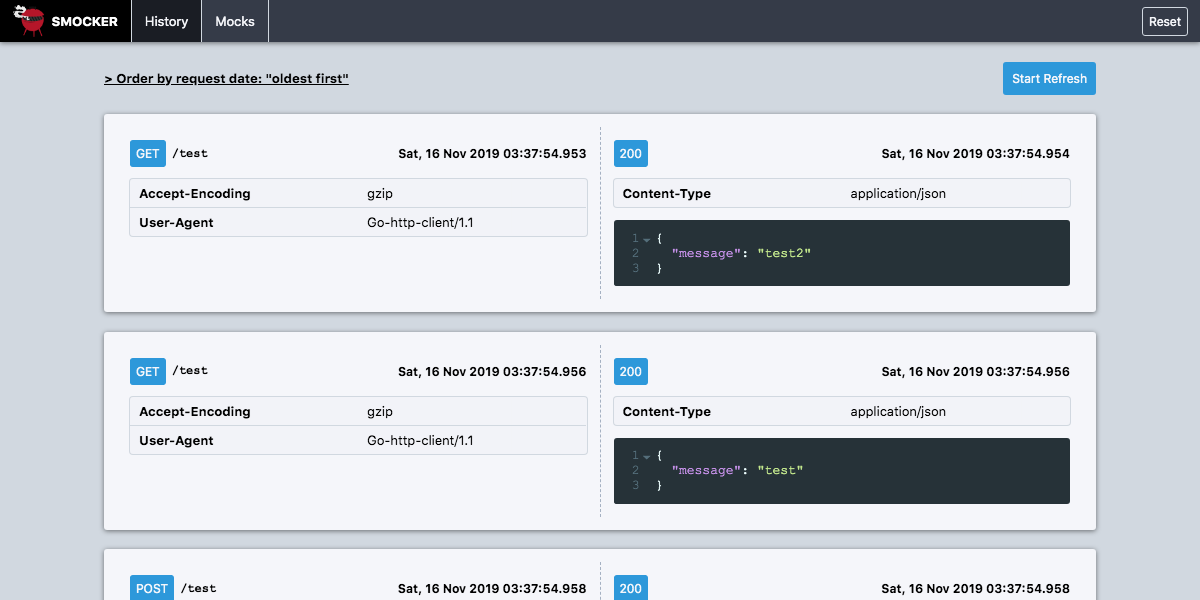 SMOCKER History Mocks Reset
> Order by request date: "oldest first" Start Refresh
GET /test Sat, 16 Nov 2019 03:37:54.953 200 Sat, 16 Nov 2019 03:37:54.954
Accept-Encoding gzip Content-Type application/json
User-Agent Go-http-client/1.1
1 {
2 "message": "test2"
3 }
GET /test Sat, 16 Nov 2019 03:37:54.956 200 Sat, 16 Nov 2019 03:37:54.956
Accept-Encoding gzip Content-Type application/json
User-Agent Go-http-client/1.1
1 {
2 "message": "test"
3 }
POST /test Sat, 16 Nov 2019 03:37:54.958 200 Sat, 16 Nov 2019 03:37:54.958